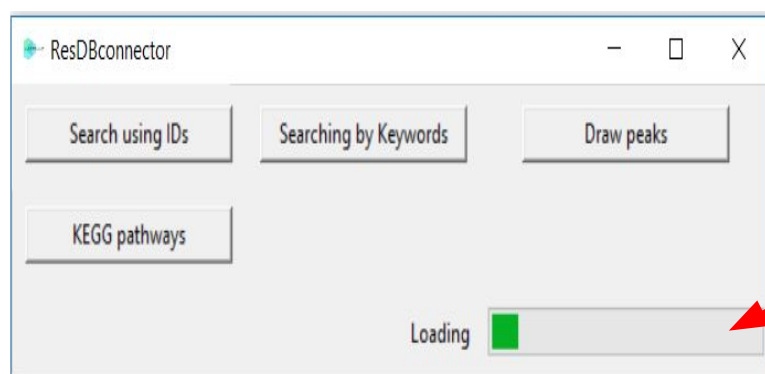 ResDBconnector
Search using IDs Searching by Keywords Draw peaks
KEGG pathways
Loading